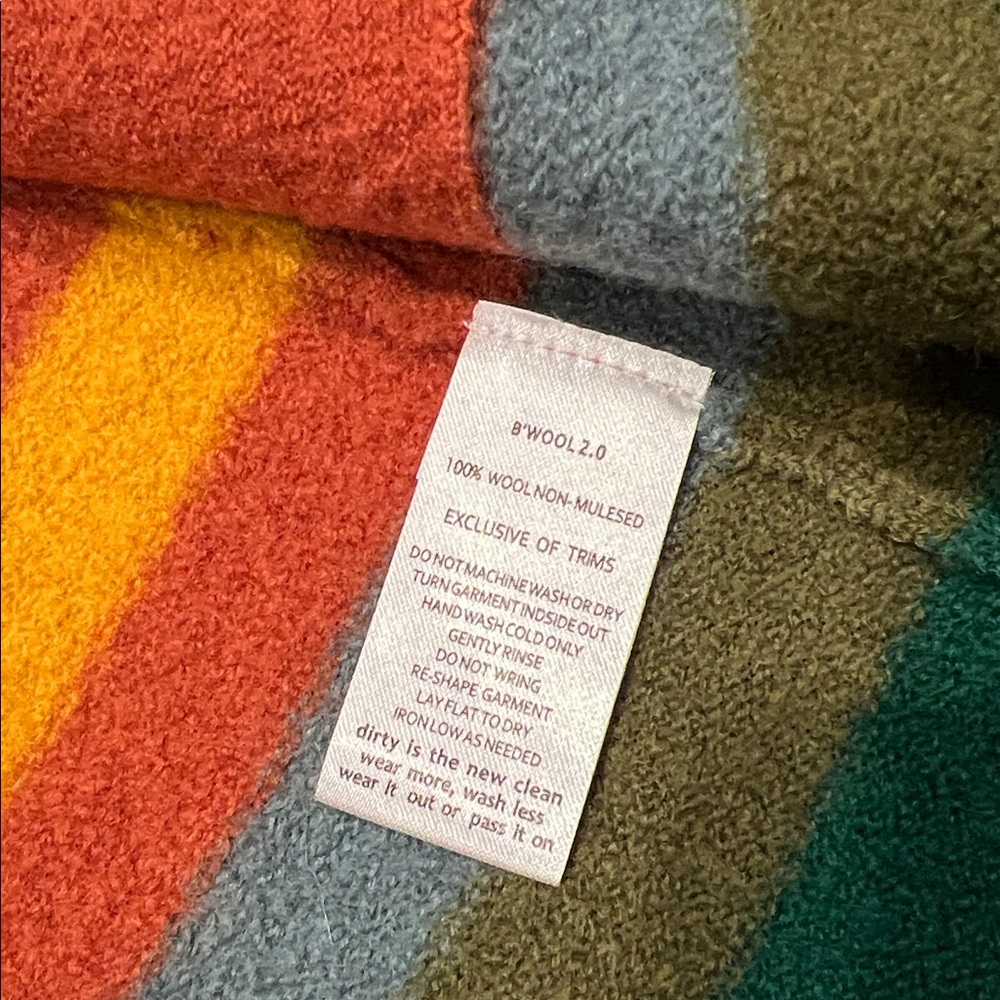 B'WOOL 2.0
100% WOOL NON-MULESED
EXCLUSIVE OF TRIMS
DO NOT MACHINE WASH OR DRY
TURN GARMENT INDSIDE OUT
HAND WASH COLD ONLY
GENTLY RINSE
DO NOT WRING
RE-SHAPE GARMENT
LAY FLAT TO DRY
IRON LOW AS NEEDED
dirty is the new clean
wear more, wash less
wear it out or pass it on